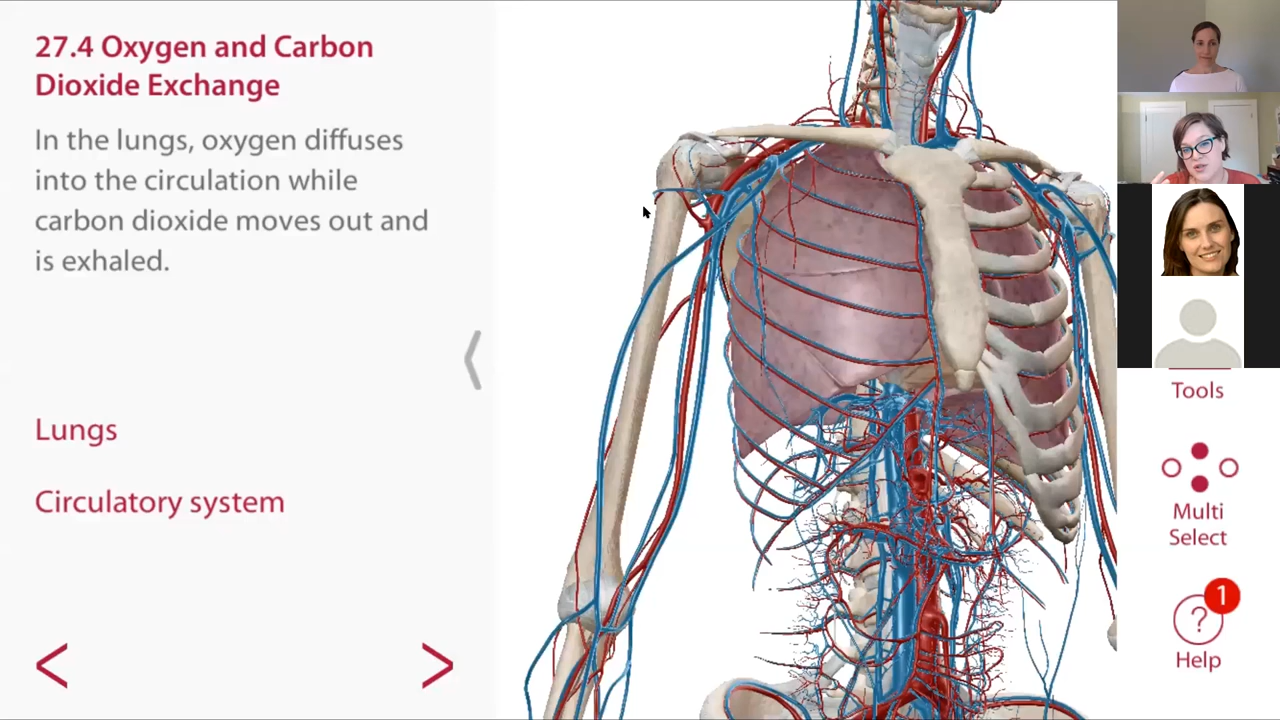 27.4 Oxygen and Carbon
Dioxide Exchange
In the lungs, oxygen diffuses
into the circulation while
carbon dioxide moves out and
is exhaled.
Lungs
Circulatory system
Tools
Multi
Select
1
?
Help